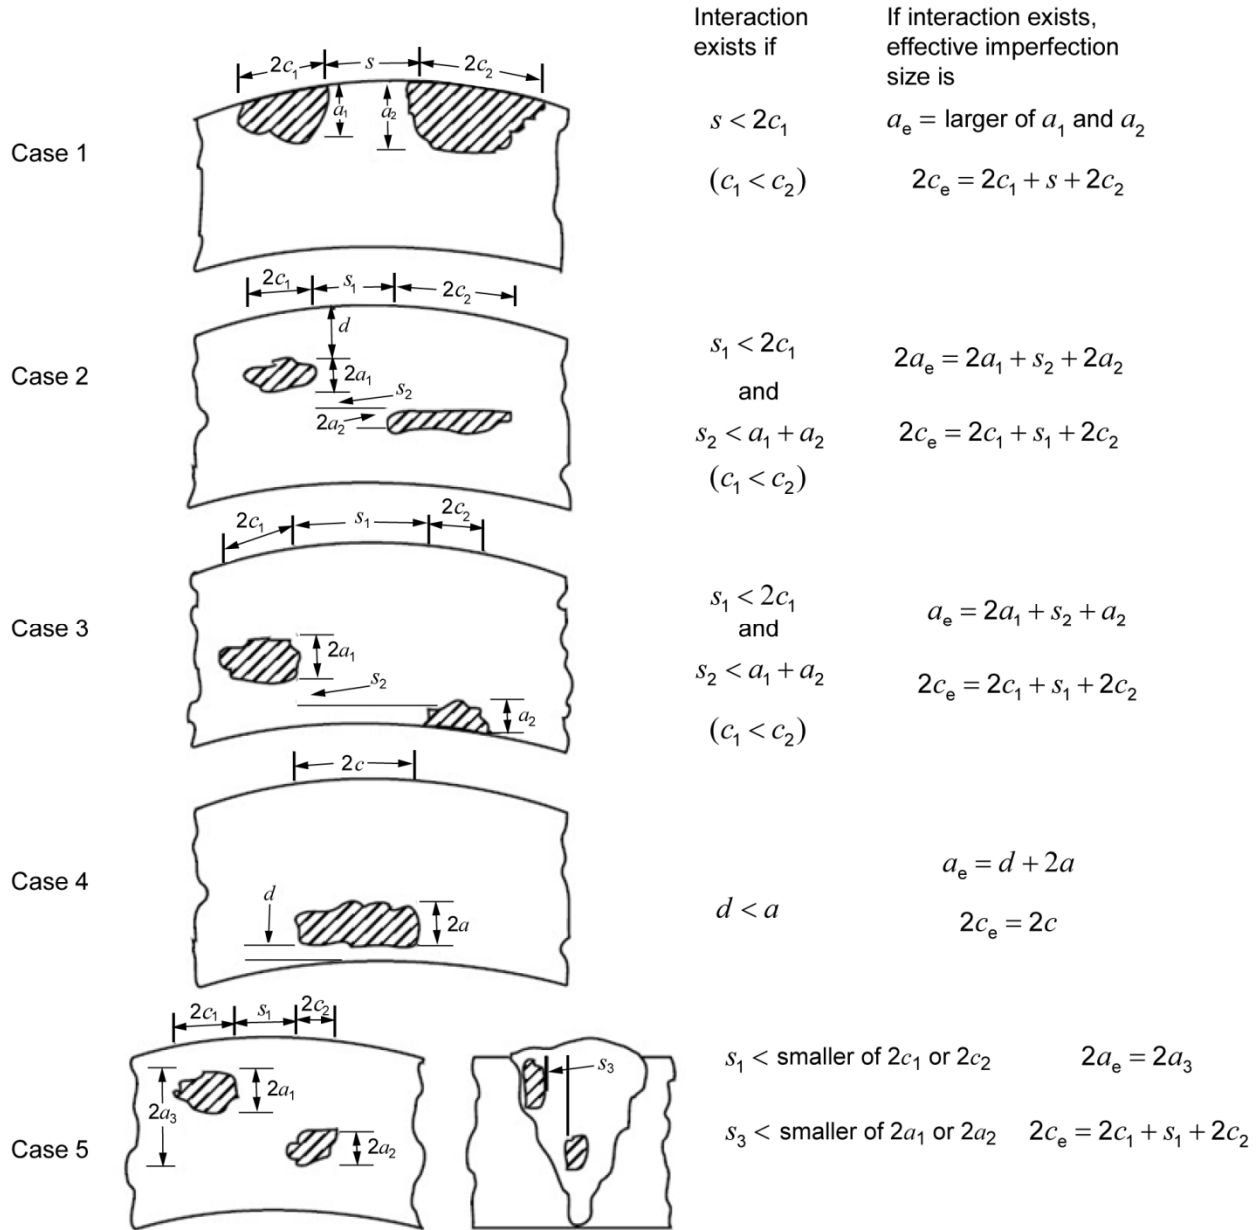 Interaction
exists if
If interaction exists,
effective imperfection
size is
Case 1
2c₁
s
2c₂
a₁
a₂
s < 2c₁
(c₁ < c₂)
aₑ = larger of a₁ and a₂
2cₑ = 2c₁ + s + 2c₂
Case 2
2c₁
s₁
2c₂
d
2a₁
s₂
2a₂
s₁ < 2c₁
and
s₂ < a₁ + a₂
(c₁ < c₂)
2aₑ = 2a₁ + s₂ + 2a₂
2cₑ = 2c₁ + s₁ + 2c₂
Case 3
2c₁
s₁
2c₂
2a₁
s₂
a₂
s₁ < 2c₁
and
s₂ < a₁ + a₂
(c₁ < c₂)
aₑ = 2a₁ + s₂ + a₂
2cₑ = 2c₁ + s₁ + 2c₂
Case 4
2c
d
2a
d < a
aₑ = d + 2a
2cₑ = 2c
Case 5
2c₁
s₁
2c₂
2a₁
2a₃
2a₂
s₃
s₁ < smaller of 2c₁ or 2c₂
2aₑ = 2a₃
s₃ < smaller of 2a₁ or 2a₂
2cₑ = 2c₁ + s₁ + 2c₂